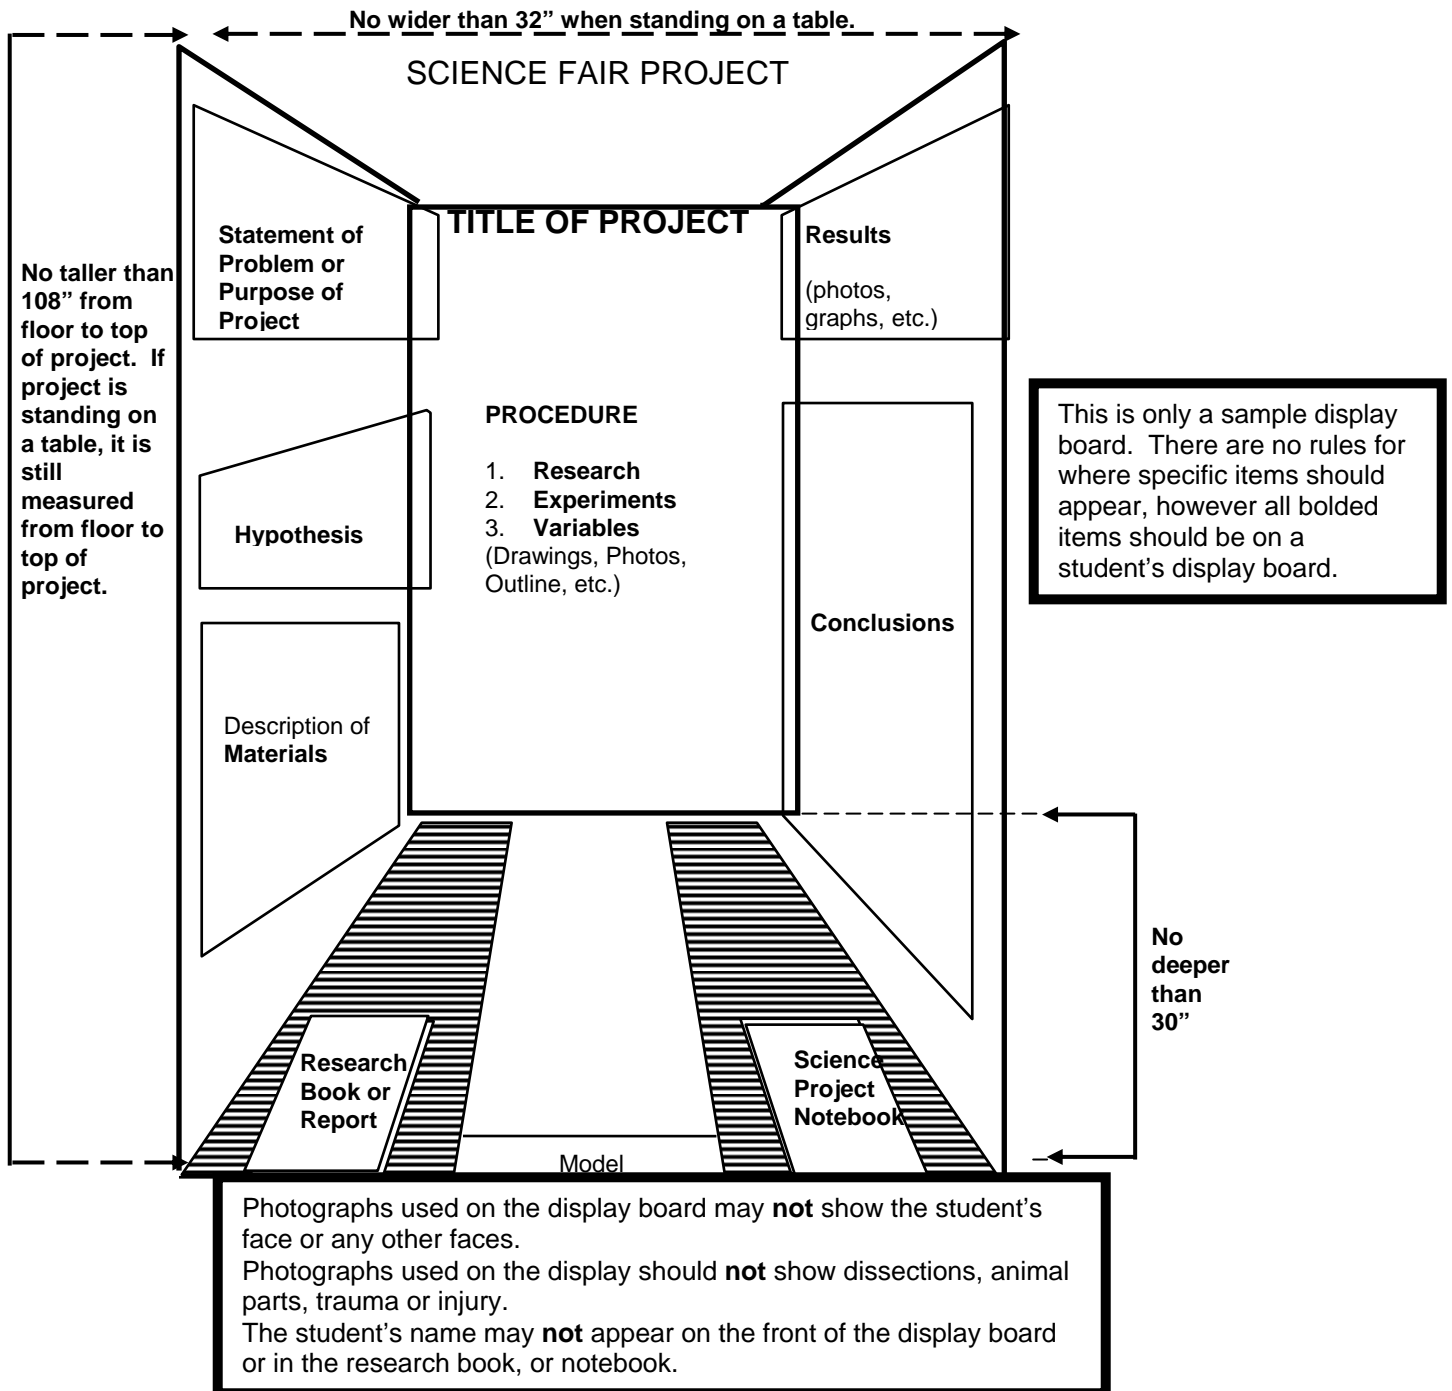 No wider than 32” when standing on a table.
SCIENCE FAIR PROJECT
TITLE OF PROJECT
No taller than
108” from
floor to top
of project.  If
project is
standing on
a table, it is
still
measured
from floor to
top of
project.
Statement of
Problem or
Purpose of
Project
Hypothesis
Description of
Materials
PROCEDURE
1. Research
2. Experiments
3. Variables
(Drawings, Photos,
Outline, etc.)
Results
(photos,
graphs, etc.)
Conclusions
This is only a sample display
board.  There are no rules for
where specific items should
appear, however all bolded
items should be on a
student’s display board.
No
deeper
than
30”
Research
Book or
Report
Model
Science
Project
Notebook
Photographs used on the display board may not show the student’s
face or any other faces.
Photographs used on the display should not show dissections, animal
parts, trauma or injury.
The student’s name may not appear on the front of the display board
or in the research book, or notebook.